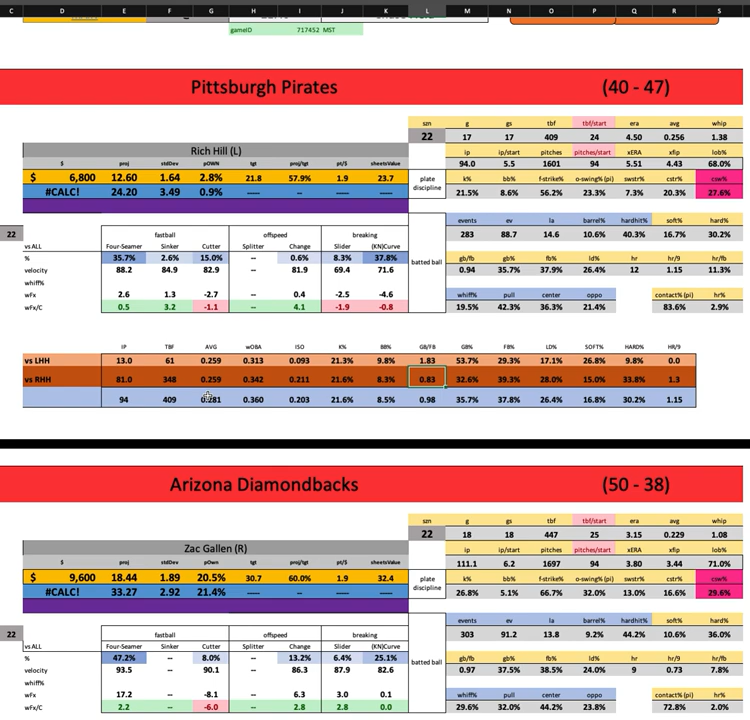 C D E F G H I J K L M N O P Q R S
gameID 717452 MST
Pittsburgh Pirates (40 - 47)
szn g gs tbf tbf/start era avg whip
22 17 17 409 24 4.50 0.256 1.38
Rich Hill (L) ip ip/start pitches pitches/start xERA xfip lob%
$ proj stdDev pOWN tgt proj/tgt pt/$ sheetsValue 94.0 5.5 1601 94 5.51 4.43 68.0%
$ 6,800 12.60 1.64 2.8% 21.8 57.9% 1.9 23.7 plate discipline k% bb% f-strike% o-swing% (pi) swstr% cstr% csw%
#CALC! 24.20 3.49 0.9% ---- -- ---- 21.5% 8.6% 56.2% 23.3% 7.3% 20.3% 27.6%
events ev la barrel% hardhit% soft% hard%
22 fastball offspeed breaking 283 88.7 14.6 10.6% 40.3% 16.7% 30.2%
vs ALL Four-Seamer Sinker Cutter Splitter Change Slider (KN)Curve
% 35.7% 2.6% 15.0% -- 0.6% 8.3% 37.8% batted ball gb/fb gb% fb% ld% hr hr/9 hr/fb
velocity 88.2 84.9 82.9 -- 81.9 69.4 71.6 0.94 35.7% 37.9% 26.4% 12 1.15 11.3%
whiff%
wFx 2.6 1.3 -2.7 -- 0.4 -2.5 -4.6 whiff% pull center oppo contact% (pi) hr%
wFx/C 0.5 3.2 -1.1 -- 4.1 -1.9 -0.8 19.5% 42.3% 36.3% 21.4% 83.6% 2.9%
IP TBF AVG wOBA ISO K% BB% GB/FB GB% FB% LD% SOFT% HARD% HR/9
vs LHH 13.0 61 0.259 0.313 0.093 21.3% 9.8% 1.83 53.7% 29.3% 17.1% 26.8% 9.8% 0.0
vs RHH 81.0 348 0.259 0.342 0.211 21.6% 8.3% 0.83 32.6% 39.3% 28.0% 15.0% 33.8% 1.3
94 409 0.281 0.360 0.203 21.6% 8.5% 0.98 36.7% 37.8% 26.4% 16.8% 30.2% 1.15
Arizona Diamondbacks (50 - 38)
szn g gs tbf tbf/start era avg whip
22 18 18 447 25 3.15 0.229 1.08
Zac Gallen (R) ip ip/start pitches pitches/start xERA xfip lob%
$ proj stdDev pOwn tgt proj/tgt pt/$ sheetsValue 111.1 6.2 1697 94 3.80 3.44 71.0%
$ 9,600 18.44 1.89 20.5% 30.7 60.0% 1.9 32.4 plate discipline k% bb% f-strike% o-swing% (pi) swstr% cstr% csw%
#CALC! 33.27 2.92 21.4% ---- -- ---- 26.8% 5.1% 66.7% 32.0% 13.0% 16.6% 29.6%
events ev la barrel% hardhit% soft% hard%
22 fastball offspeed breaking 303 91.2 13.8 9.2% 44.2% 10.6% 36.0%
vs ALL Four-Seamer Sinker Cutter Splitter Change Slider (KN)Curve
% 47.2% -- 8.0% -- 13.2% 6.4% 25.1% batted ball gb/fb gb% fb% ld% hr hr/9 hr/fb
velocity 93.5 -- 90.1 -- 86.3 87.9 82.6 0.97 37.5% 38.5% 24.0% 9 0.73 7.8%
whiff%
wFx 17.2 -- -8.1 -- 6.3 3.0 0.1 whiff% pull center oppo contact% (pi) hr%
wFx/C 2.2 -- -6.0 -- 2.8 2.8 0.0 29.6% 32.0% 44.2% 23.8% 72.8% 2.0%